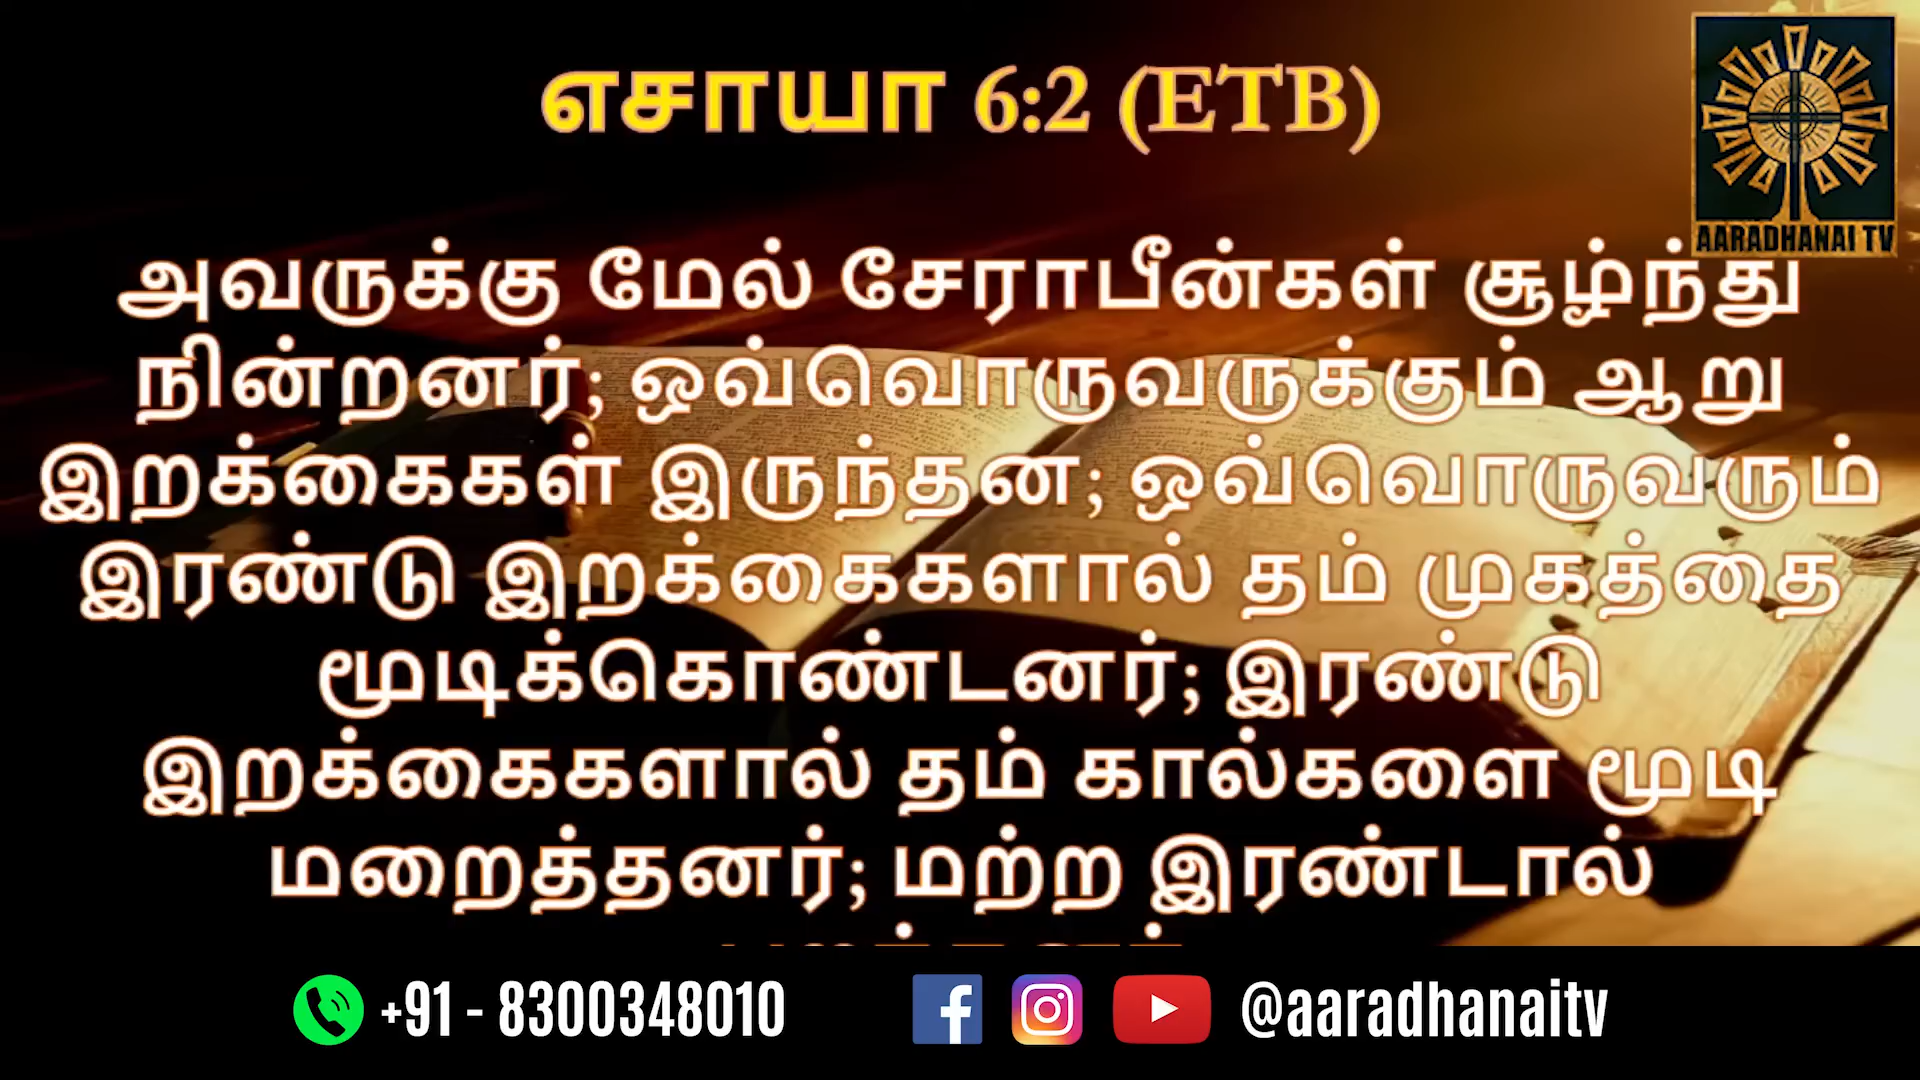 எசாயா 6:2 (ETB)
AARADHANAI TV
அவருக்கு மேல் சேராபீன்கள் சூழ்ந்து
நின்றனர்; ஒவ்வொருவருக்கும் ஆறு
இறக்கைகள் இருந்தன; ஒவ்வொருவரும்
இரண்டு இறக்கைகளால் தம் முகத்தை
மூடிக்கொண்டனர்; இரண்டு
இறக்கைகளால் தம் கால்களை மூடி
மறைத்தனர்; மற்ற இரண்டால்
+91 - 8300348010
@aaradhanaitv